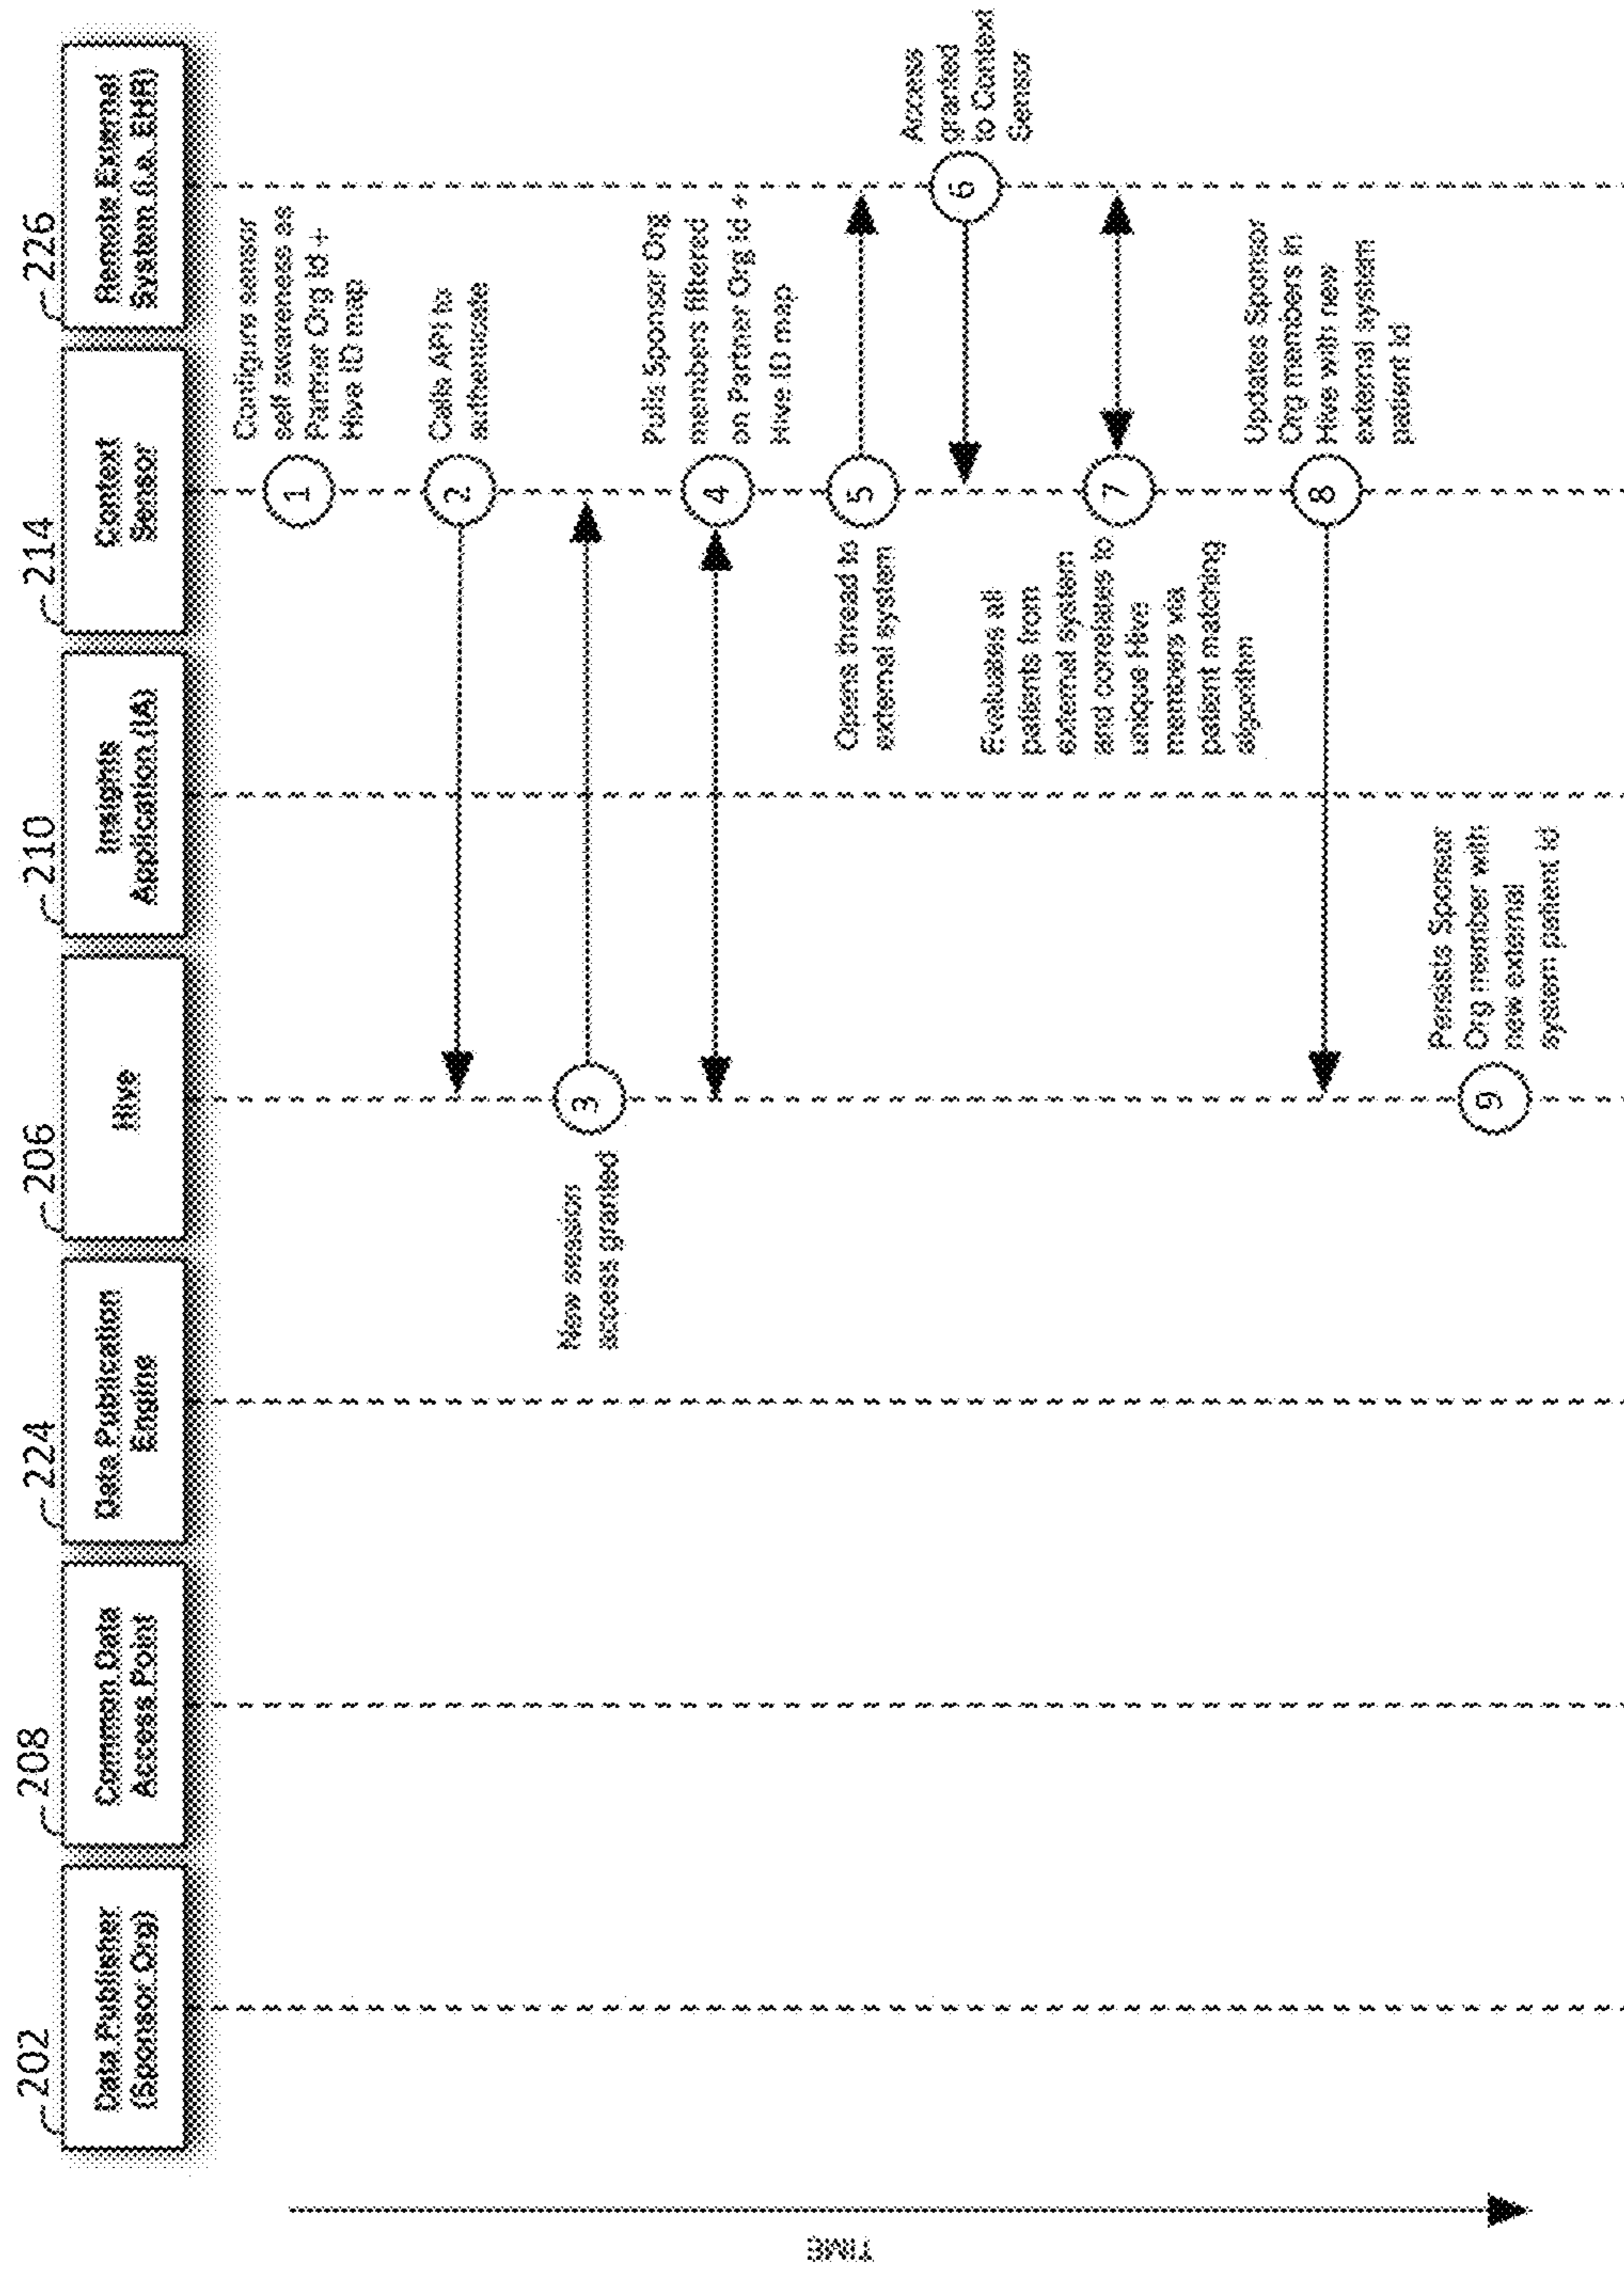 202
Data Publisher
(Sponsor Org)
208
Common Data
Access Point
224
Data Publication
Engine
206
Hive
210
Insights
Application (IA)
214
Context
Sensor
226
Remote External
System (i.e. EHR)
TIME
1
Configure sensor
self awareness as
Partner Org Id +
Hive ID map
2
Calls API to
authenticate
New session
access granted
3
4
Pulls Sponsor Org
members filtered
on Partner Org Id +
Hive ID map
Opens thread to
external system
5
6
Access
granted
to Context
Sensor
Evaluates all
patients from
external system
and correlates to
unique Hive
members via
patient matching
algorithm
7
8
Updates Sponsor
Org members in
Hive with new
external system
patient id
9
Persists Sponsor
Org member with
new external
system patient id